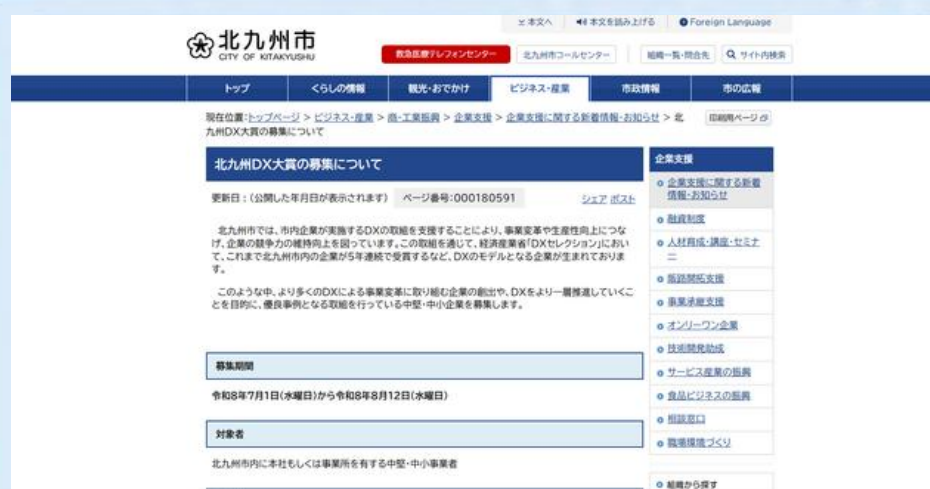 本文へ
本文を読み上げる
Foreign Language
北九州市
CITY OF KITAKYUSHU
救急医療テレフォンセンター
北九州市コールセンター
組織一覧・問合先
サイト内検索
トップ
くらしの情報
観光・おでかけ
ビジネス・産業
市政情報
市の広報
現在位置:トップページ > ビジネス・産業 > 商・工業振興 > 企業支援 > 企業支援に関する新着情報・お知らせ > 北
九州DX大賞の募集について
印刷用ページ
北九州DX大賞の募集について
更新日:(公開した年月日が表示されます)
ページ番号:000180591
シェア ポスト
北九州市では、市内企業が実施するDXの取組を支援することにより、事業変革や生産性向上につな
げ、企業の競争力の維持向上を図っています。この取組を通じて、経済産業省「DXセレクション」におい
て、これまで北九州市内の企業が5年連続で受賞するなど、DXのモデルとなる企業が生まれておりま
す。
このような中、より多くのDXによる事業変革に取り組む企業の創出や、DXをより一層推進していくこ
とを目的に、優良事例となる取組を行っている中堅・中小企業を募集します。
募集期間
令和8年7月1日(水曜日)から令和8年8月12日(水曜日)
対象者
北九州市内に本社もしくは事業所を有する中堅・中小事業者
企業支援
企業支援に関する新着
情報・お知らせ
融資制度
人材育成・講座・セミナ
ー
販路開拓支援
事業承継支援
オンリーワン企業
技術開発助成
サービス産業の振興
食品ビジネスの振興
相談窓口
職場環境づくり
組織から探す